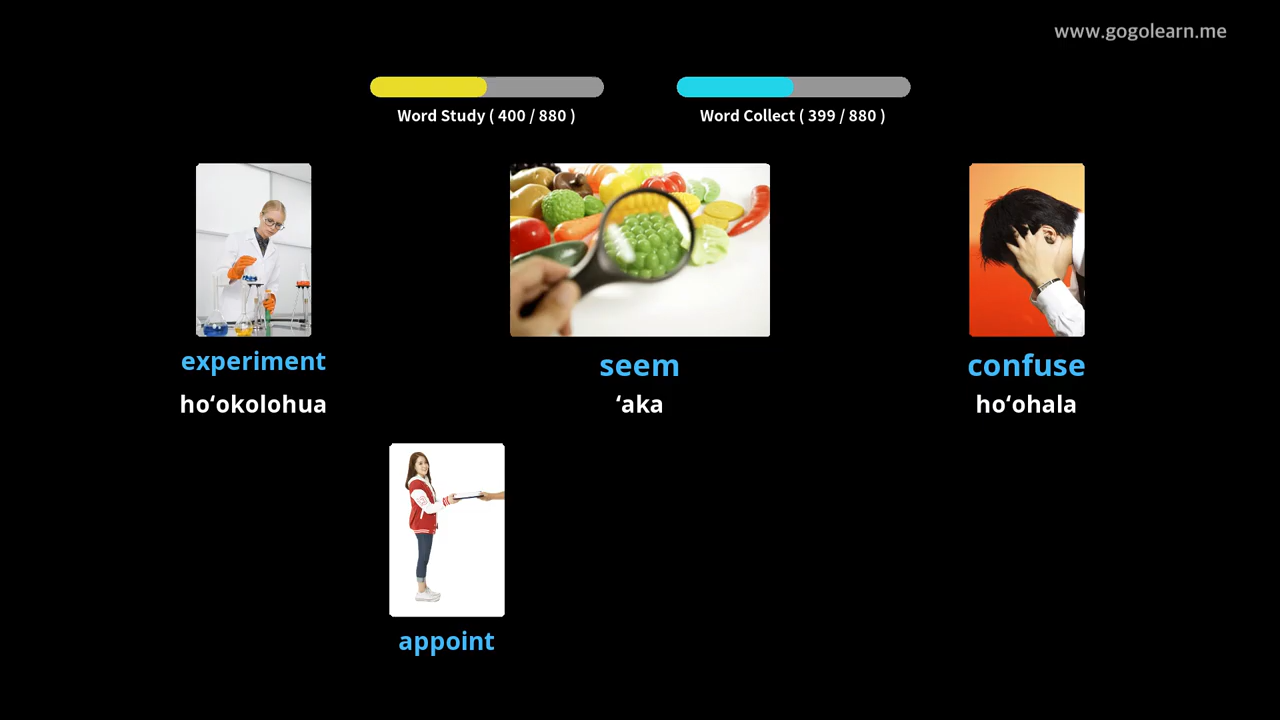 www.gogolearn.me
Word Study ( 400 / 880 )
Word Collect ( 399 / 880 )
experiment
hoʻokolohua
seem
ʻaka
confuse
hoʻohala
appoint